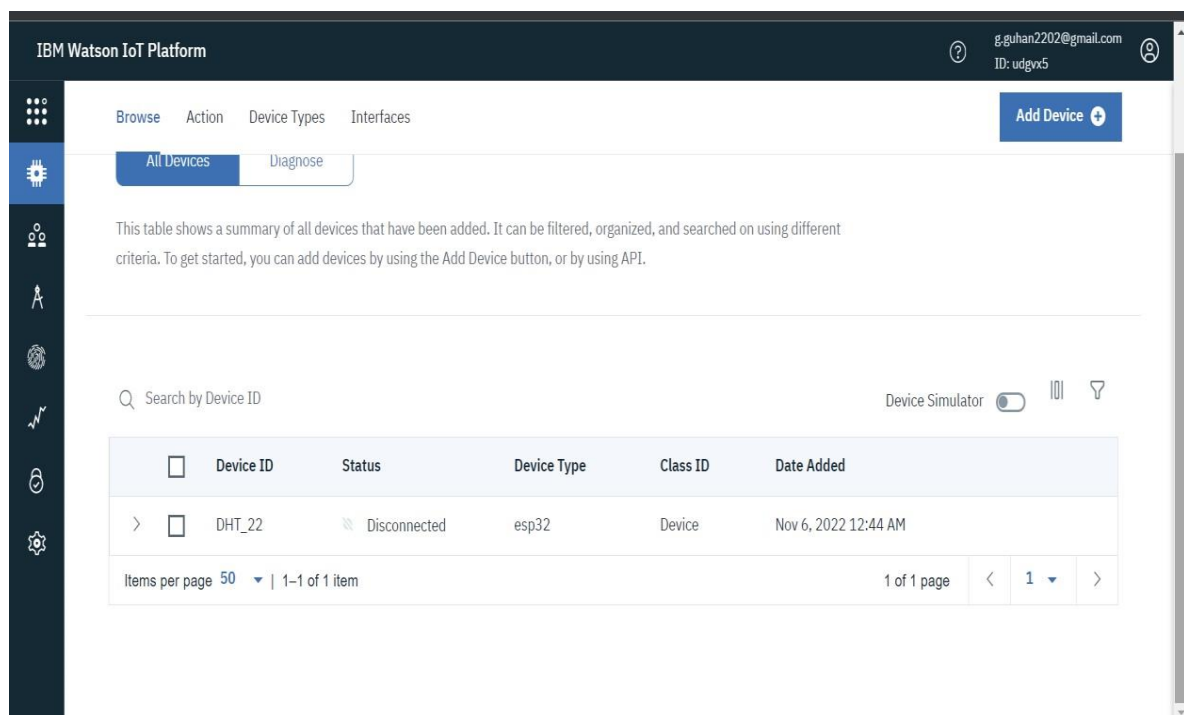 IBM Watson IoT Platform
g.guhan2202@gmail.com
ID: udgvx5
Browse Action Device Types Interfaces
Add Device
All Devices Diagnose
This table shows a summary of all devices that have been added. It can be filtered, organized, and searched on using different
criteria. To get started, you can add devices by using the Add Device button, or by using API.
Search by Device ID
Device Simulator
Device ID Status Device Type Class ID Date Added
DHT_22 Disconnected esp32 Device Nov 6, 2022 12:44 AM
Items per page 50 | 1–1 of 1 item
1 of 1 page 1